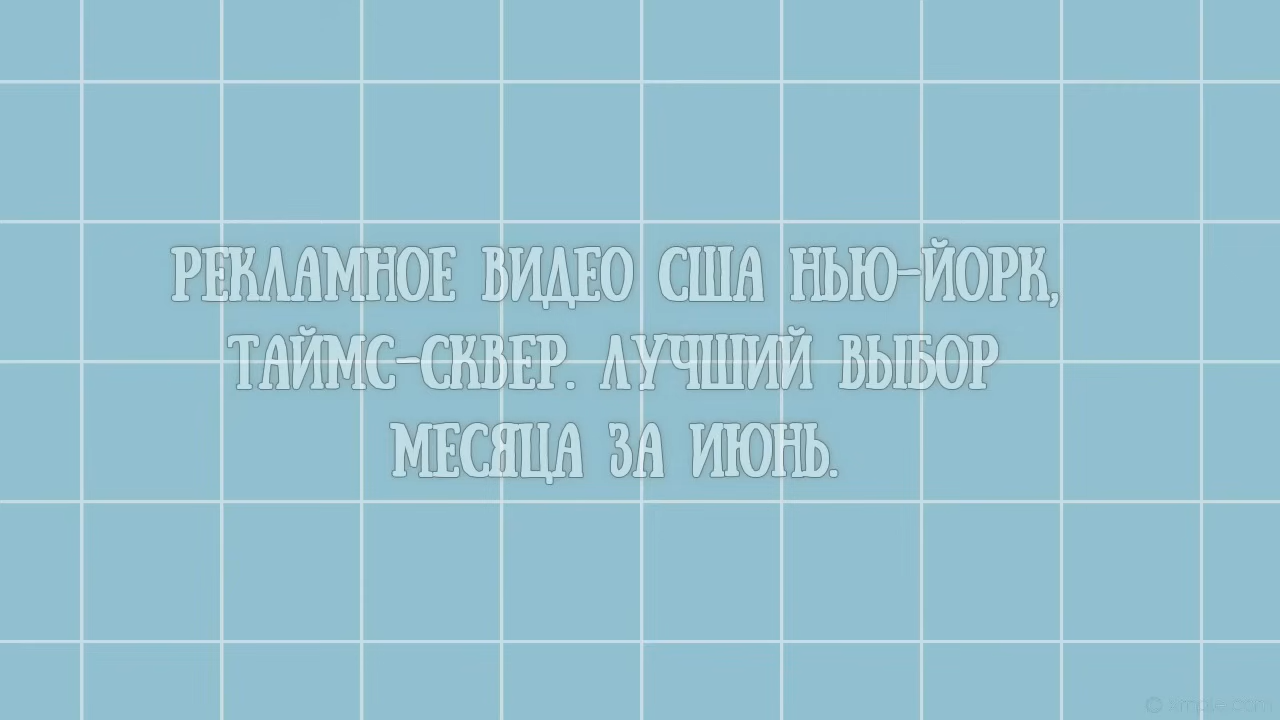 РЕКЛАМНОЕ ВИДЕО США НЬЮ-ЙОРК,
ТАЙМС-СКВЕР. ЛУЧШИЙ ВЫБОР
МЕСЯЦА ЗА ИЮНЬ.